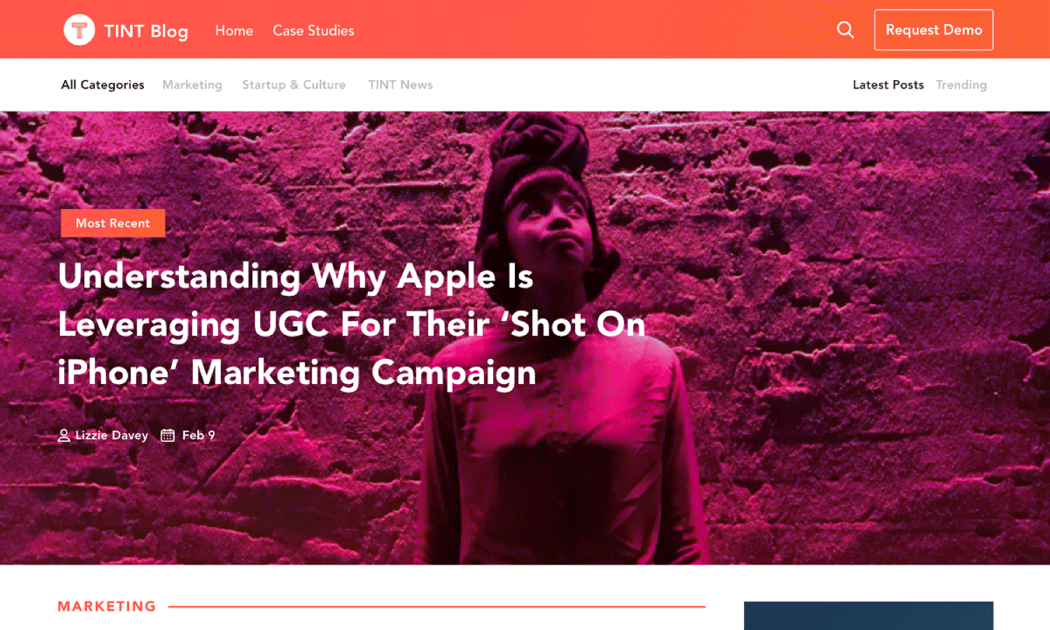 T TINT Blog Home Case Studies Request Demo
All Categories Marketing Startup & Culture TINT News Latest Posts Trending
Most Recent
Understanding Why Apple Is
Leveraging UGC For Their ‘Shot On
iPhone’ Marketing Campaign
Lizzie Davey Feb 9
MARKETING